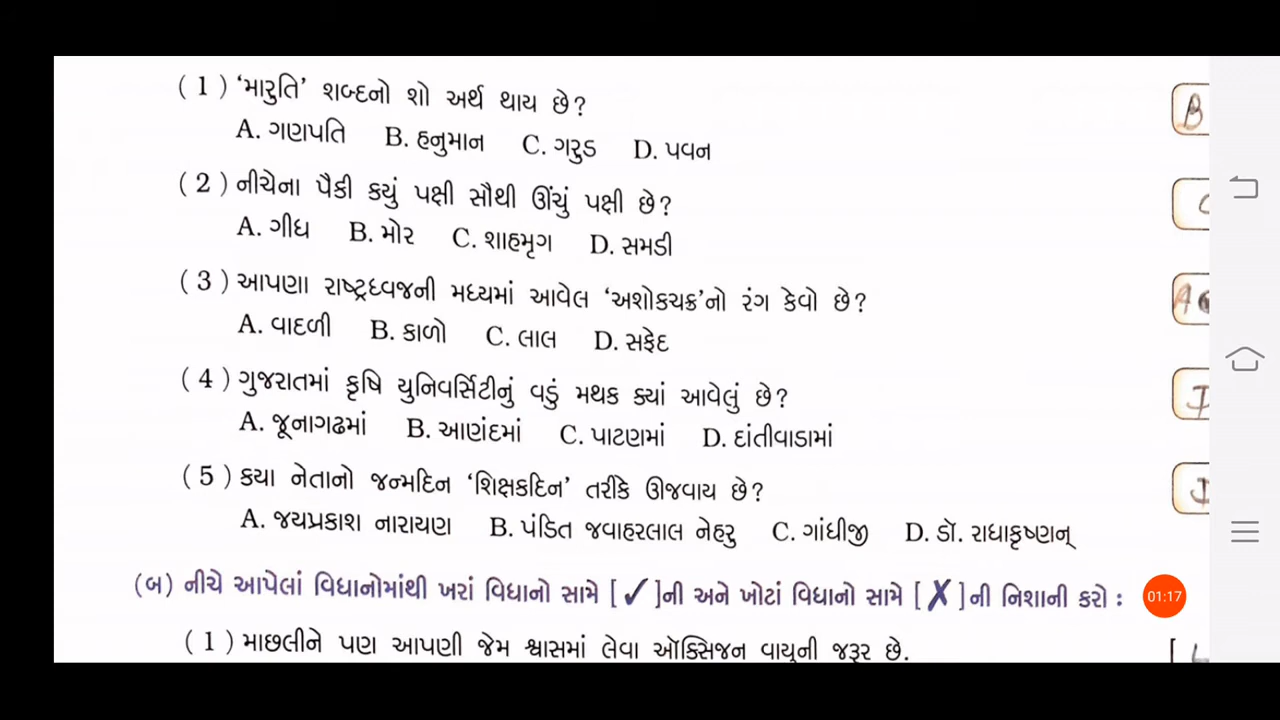 ( 1 ) 'મારુતિ' શબ્દનો શો અર્થ થાય છે? B
A. ગણપતિ B. હનુમાન C. ગરુડ D. પવન
( 2 ) નીચેના પૈકી કયું પક્ષી સૌથી ઊંચું પક્ષી છે? C
A. ગીધ B. મોર C. શાહમૃગ D. સમડી
( 3 ) આપણા રાષ્ટ્રધ્વજની મધ્યમાં આવેલ 'અશોકચક્ર'નો રંગ કેવો છે? A
A. વાદળી B. કાળો C. લાલ D. સફેદ
( 4 ) ગુજરાતમાં કૃષિ યુનિવર્સિટીનું વડું મથક ક્યાં આવેલું છે?
A. જૂનાગઢમાં B. આણંદમાં C. પાટણમાં D. દાંતીવાડામાં
( 5 ) કયા નેતાનો જન્મદિન 'શિક્ષકદિન' તરીકે ઊજવાય છે?
A. જયપ્રકાશ નારાયણ B. પંડિત જવાહરલાલ નેહરુ C. ગાંધીજી D. ડૉ. રાધાકૃષ્ણન્
(બ) નીચે આપેલાં વિધાનોમાંથી ખરાં વિધાનો સામે [ ✓ ]ની અને ખોટાં વિધાનો સામે [ ✗ ]ની નિશાની કરો :
01:17
( 1 ) માછલીને પણ આપણી જેમ શ્વાસમાં લેવા ઑક્સિજન વાયુની જરૂર છે. [